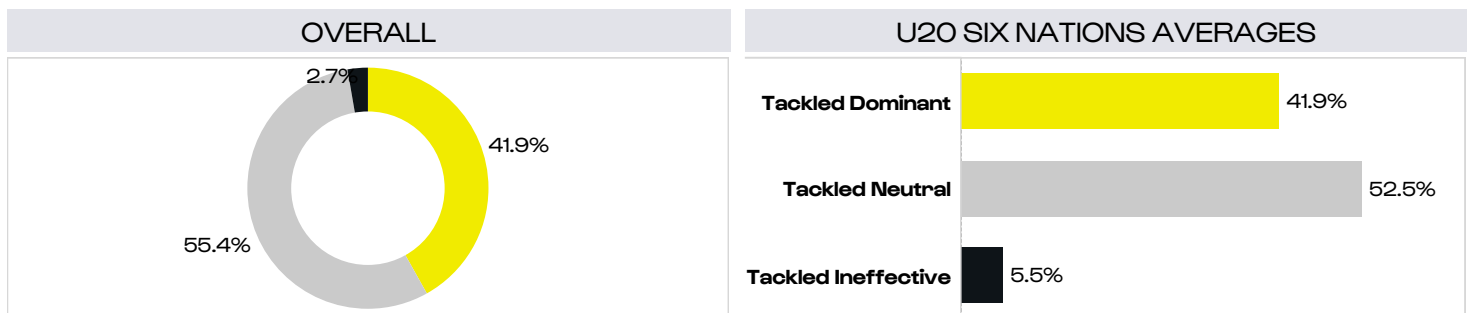 OVERALL
2.7%
41.9%
55.4%
U20 SIX NATIONS AVERAGES
Tackled Dominant 41.9%
Tackled Neutral 52.5%
Tackled Ineffective 5.5%